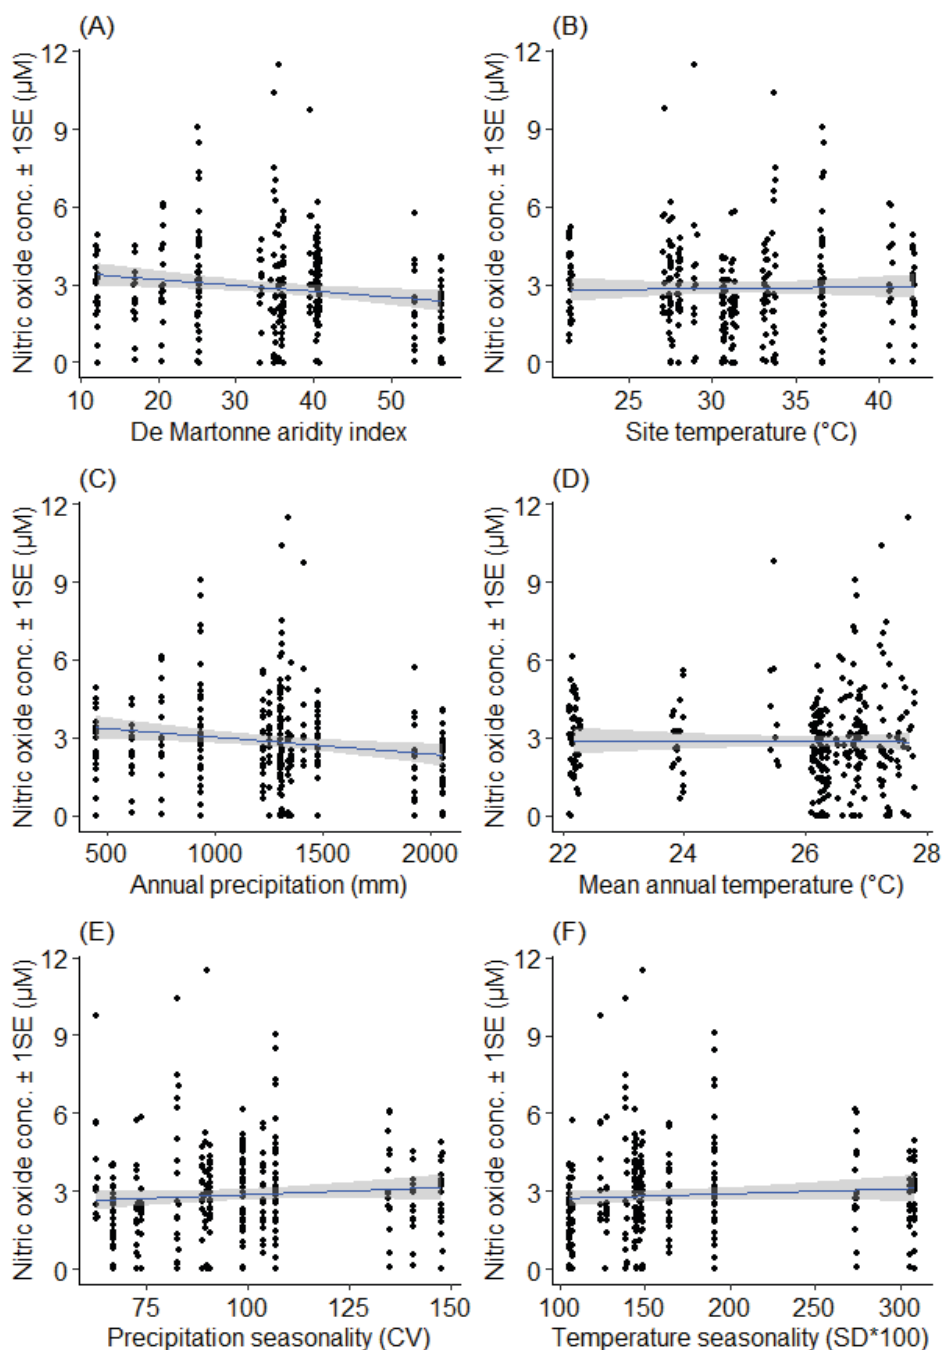 (A)
Nitric oxide conc. ± 1SE (µM)
12
9
6
3
0
10 20 30 40 50
De Martonne aridity index
(B)
Nitric oxide conc. ± 1SE (µM)
12
9
6
3
0
25 30 35 40
Site temperature (°C)
(C)
Nitric oxide conc. ± 1SE (µM)
12
9
6
3
0
500 1000 1500 2000
Annual precipitation (mm)
(D)
Nitric oxide conc. ± 1SE (µM)
12
9
6
3
0
22 24 26 28
Mean annual temperature (°C)
(E)
Nitric oxide conc. ± 1SE (µM)
12
9
6
3
0
75 100 125 150
Precipitation seasonality (CV)
(F)
Nitric oxide conc. ± 1SE (µM)
12
9
6
3
0
100 150 200 250 300
Temperature seasonality (SD*100)